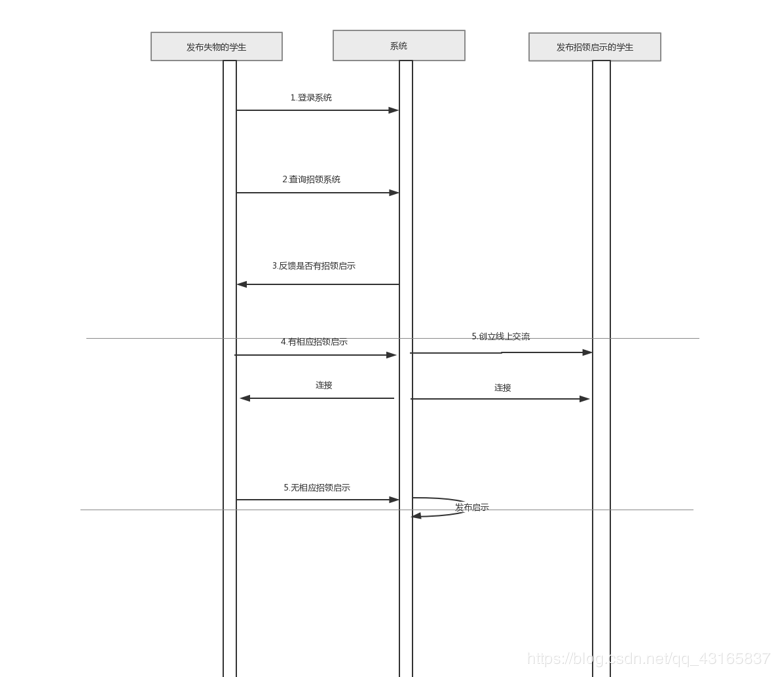 发布失物的学生
系统
发布招领启示的学生
1.登录系统
2.查询招领系统
3.反馈是否有招领启示
4.有相应招领启示
5.创立线上交流
连接
连接
5.无相应招领启示
发布启示
https://blog.csdn.net/qq_43165837